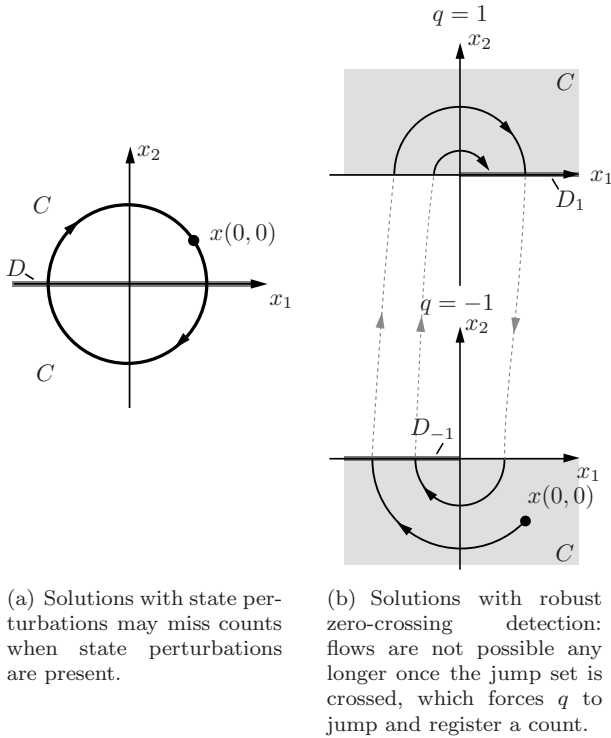 q = 1
x₂
C
x₁
D₁
x₂
C
x(0, 0)
D
x₁
C
q = −1
x₂
D₋₁
x₁
x(0, 0)
C
(a) Solutions with state per-
turbations may miss counts
when state perturbations
are present.
(b) Solutions with robust
zero-crossing detection:
flows are not possible any
longer once the jump set is
crossed, which forces q to
jump and register a count.